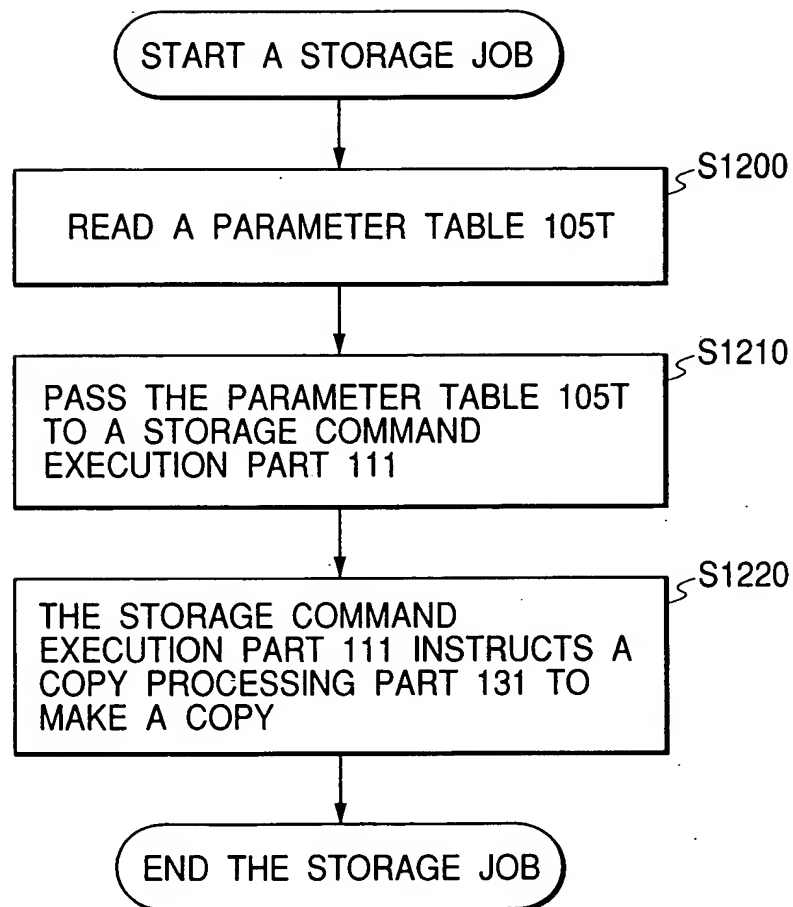 START A STORAGE JOB
S1200
READ A PARAMETER TABLE 105T
S1210
PASS THE PARAMETER TABLE 105T
TO A STORAGE COMMAND
EXECUTION PART 111
S1220
THE STORAGE COMMAND
EXECUTION PART 111 INSTRUCTS A
COPY PROCESSING PART 131 TO
MAKE A COPY
END THE STORAGE JOB